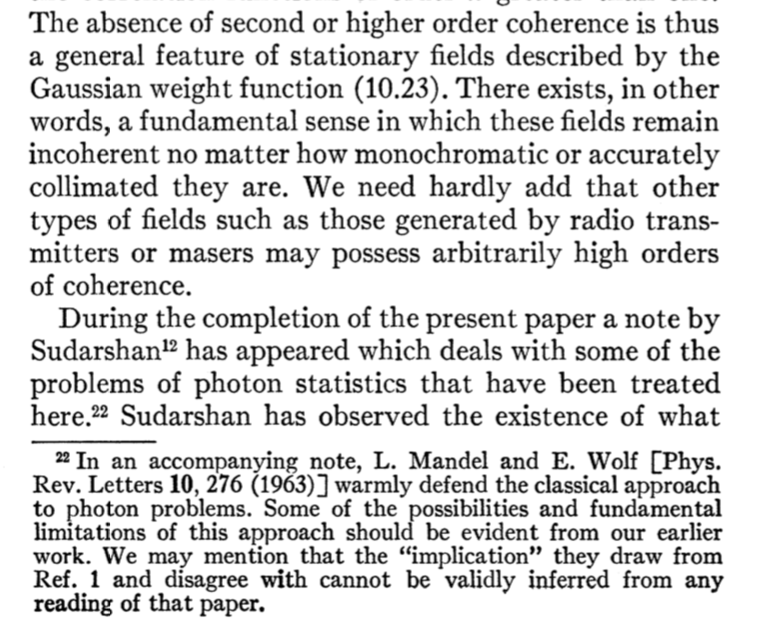 The absence of second or higher order coherence is thus
a general feature of stationary fields described by the
Gaussian weight function (10.23). There exists, in other
words, a fundamental sense in which these fields remain
incoherent no matter how monochromatic or accurately
collimated they are. We need hardly add that other
types of fields such as those generated by radio trans-
mitters or masers may possess arbitrarily high orders
of coherence.
During the completion of the present paper a note by
Sudarshan¹² has appeared which deals with some of the
problems of photon statistics that have been treated
here.²² Sudarshan has observed the existence of what
²² In an accompanying note, L. Mandel and E. Wolf [Phys.
Rev. Letters 10, 276 (1963)] warmly defend the classical approach
to photon problems. Some of the possibilities and fundamental
limitations of this approach should be evident from our earlier
work. We may mention that the “implication” they draw from
Ref. 1 and disagree with cannot be validly inferred from any
reading of that paper.